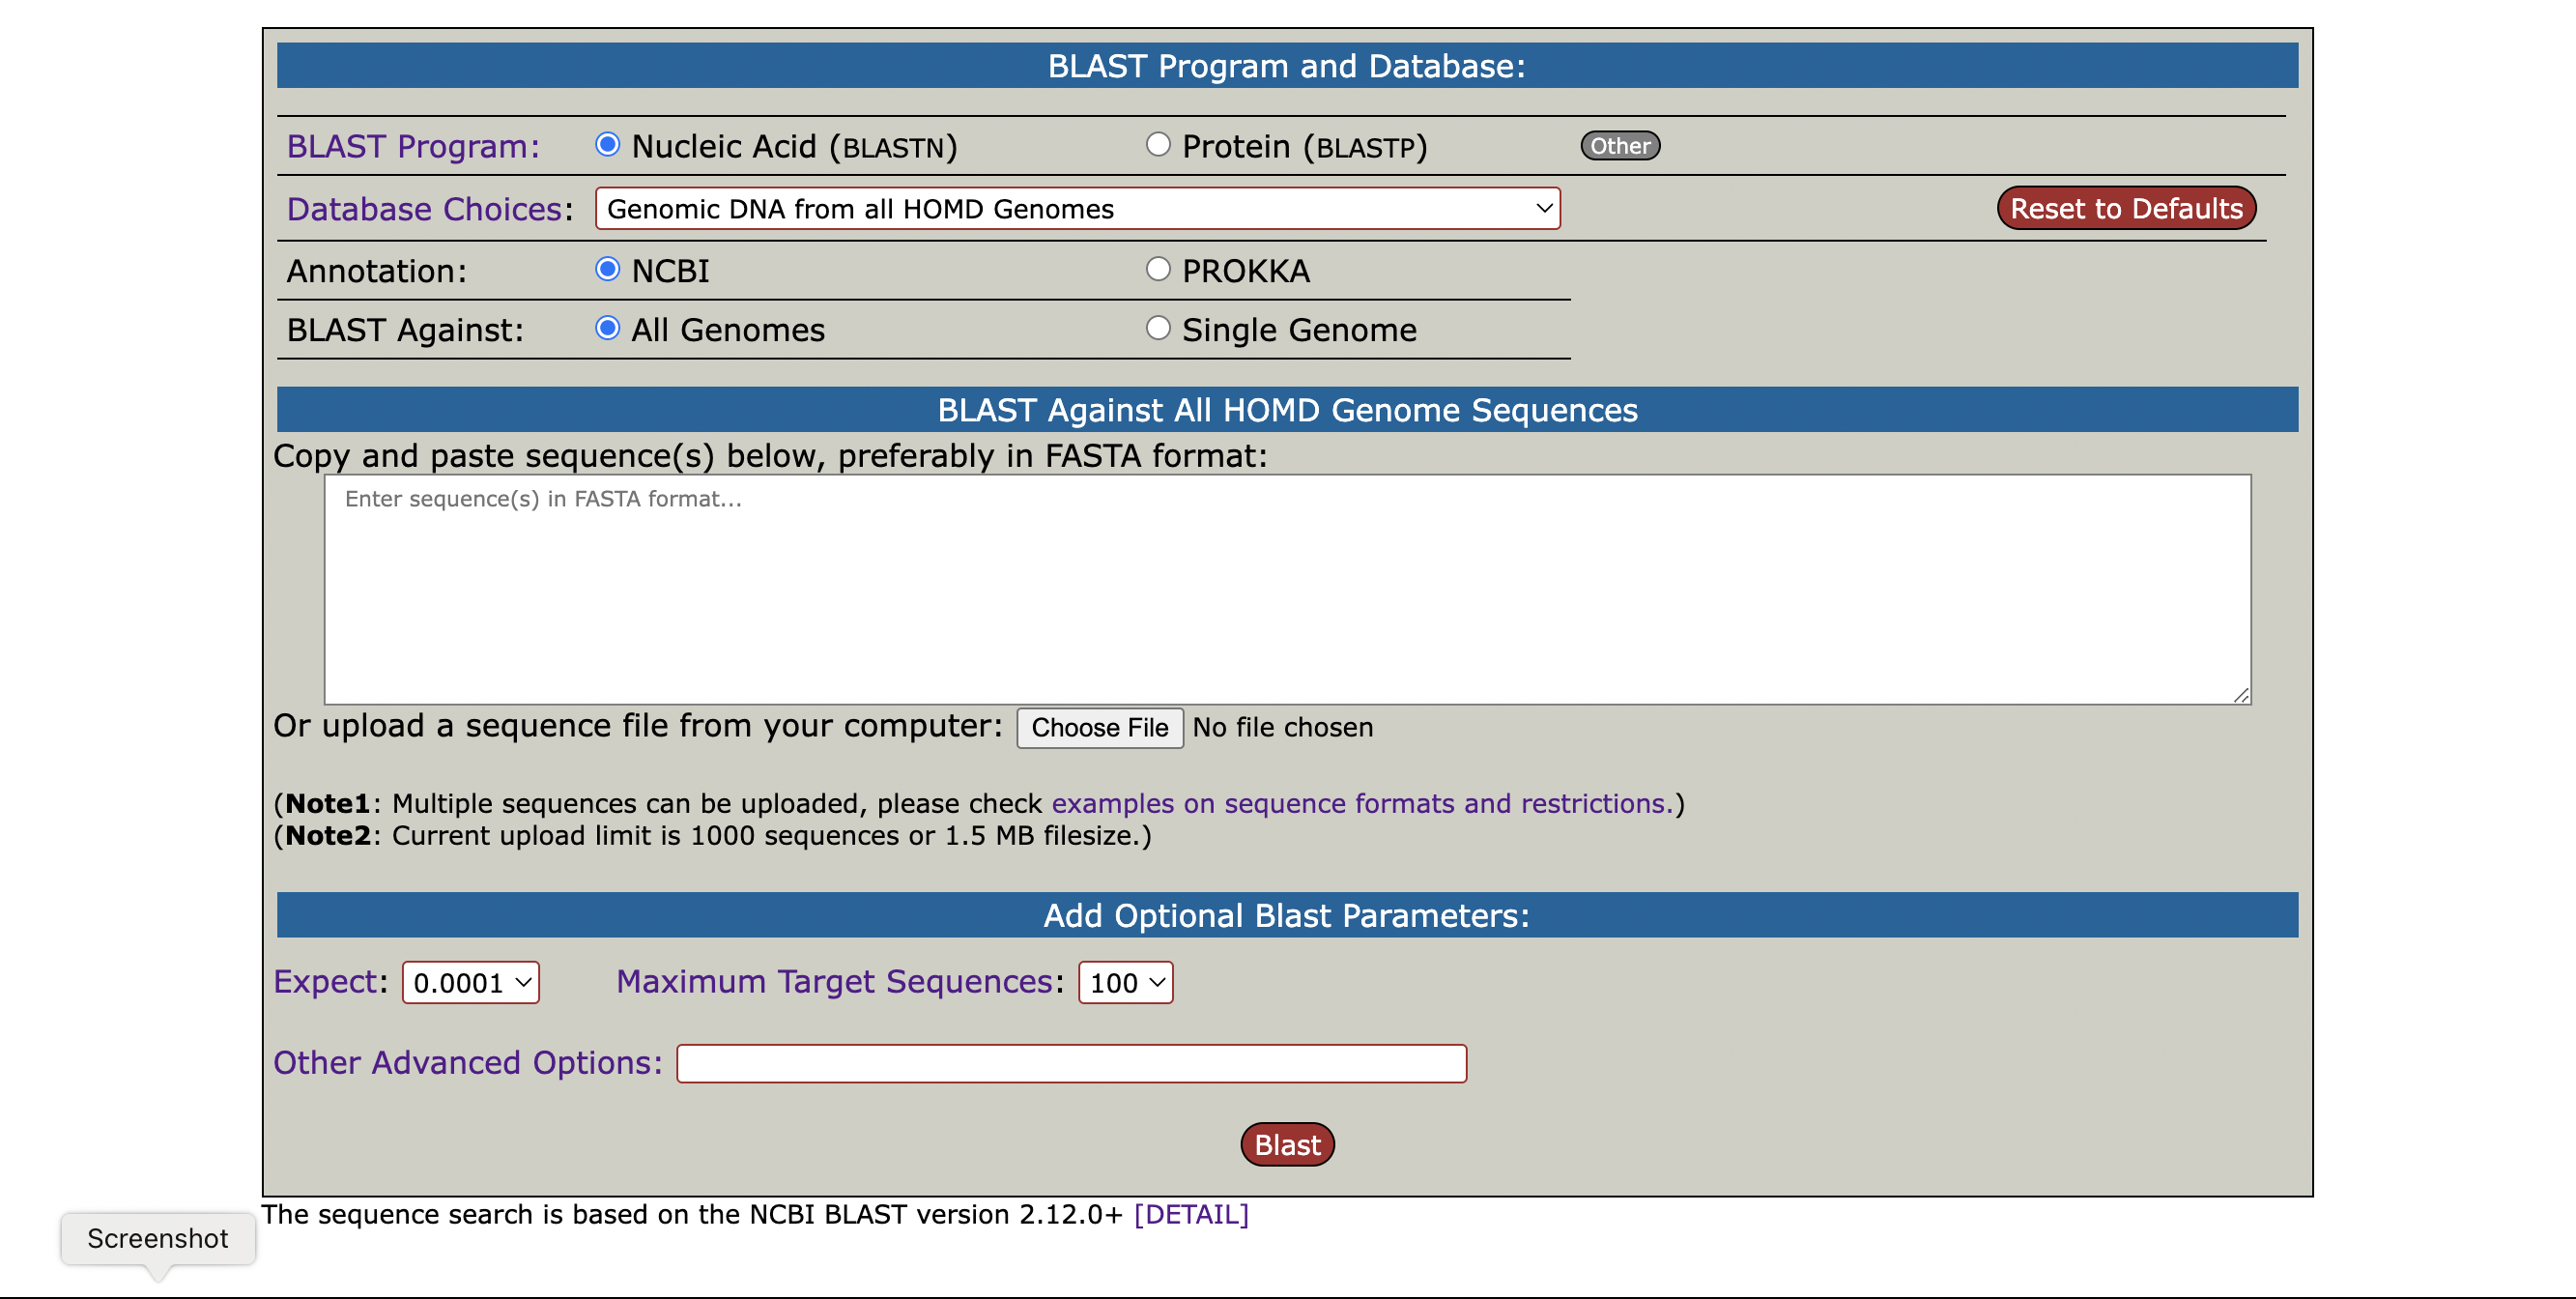 BLAST Program and Database:
BLAST Program: Nucleic Acid (BLASTN) Protein (BLASTP) Other
Database Choices: Genomic DNA from all HOMD Genomes Reset to Defaults
Annotation: NCBI PROKKA
BLAST Against: All Genomes Single Genome
BLAST Against All HOMD Genome Sequences
Copy and paste sequence(s) below, preferably in FASTA format:
Enter sequence(s) in FASTA format...
Or upload a sequence file from your computer: Choose File No file chosen
(Note1: Multiple sequences can be uploaded, please check examples on sequence formats and restrictions.)
(Note2: Current upload limit is 1000 sequences or 1.5 MB filesize.)
Add Optional Blast Parameters:
Expect: 0.0001 Maximum Target Sequences: 100
Other Advanced Options:
Blast
The sequence search is based on the NCBI BLAST version 2.12.0+ [DETAIL]
Screenshot